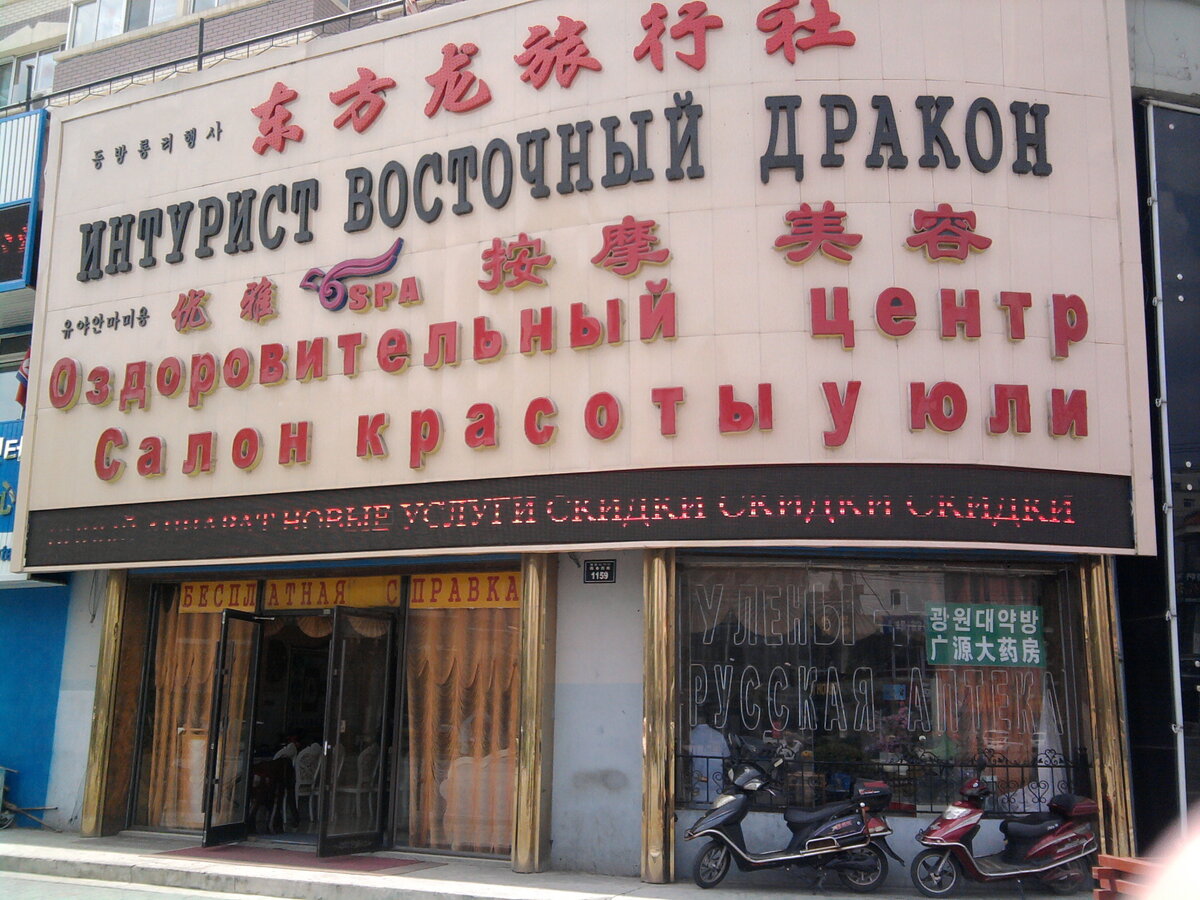 东方龙旅行社
동방룡려행사
ИНТУРИСТ ВОСТОЧНЫЙ ДРАКОН
优雅 SPA 按摩 美容
유야안마미용
Оздоровительный центр
Салон красоты у юли
НОВЫЕ УСЛУГИ СКИДКИ СКИДКИ СКИДКИ
БЕСПЛАТНАЯ СПРАВКА
1159
У ЛЕНЫ -
РУССКАЯ АПТЕКА
광원대약방
广源大药房